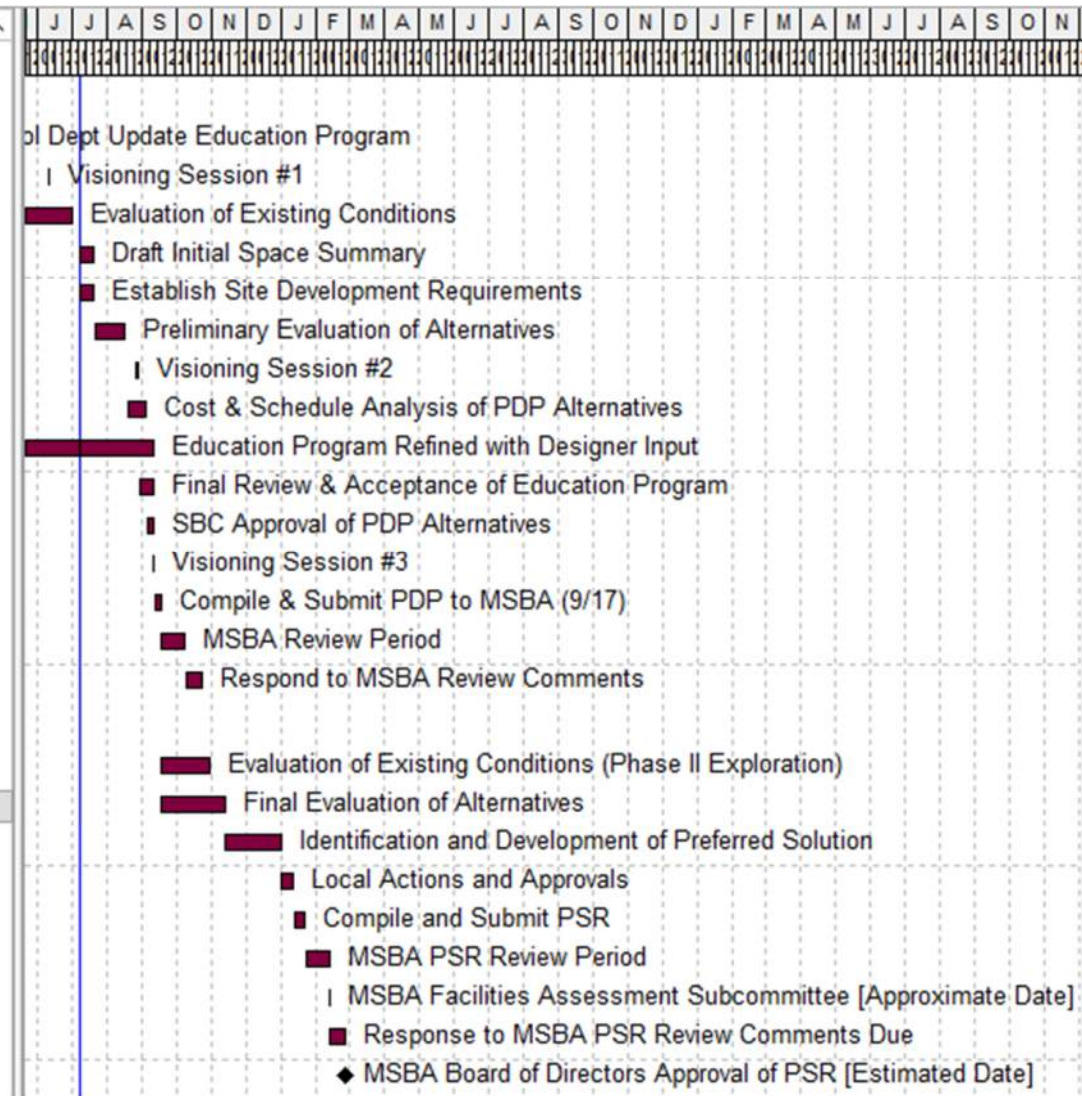 J J A S O N D J F M A M J J A S O N D J F M A M J J A S O N
Dept Update Education Program
Visioning Session #1
Evaluation of Existing Conditions
Draft Initial Space Summary
Establish Site Development Requirements
Preliminary Evaluation of Alternatives
Visioning Session #2
Cost & Schedule Analysis of PDP Alternatives
Education Program Refined with Designer Input
Final Review & Acceptance of Education Program
SBC Approval of PDP Alternatives
Visioning Session #3
Compile & Submit PDP to MSBA (9/17)
MSBA Review Period
Respond to MSBA Review Comments
Evaluation of Existing Conditions (Phase II Exploration)
Final Evaluation of Alternatives
Identification and Development of Preferred Solution
Local Actions and Approvals
Compile and Submit PSR
MSBA PSR Review Period
MSBA Facilities Assessment Subcommittee [Approximate Date]
Response to MSBA PSR Review Comments Due
MSBA Board of Directors Approval of PSR [Estimated Date]